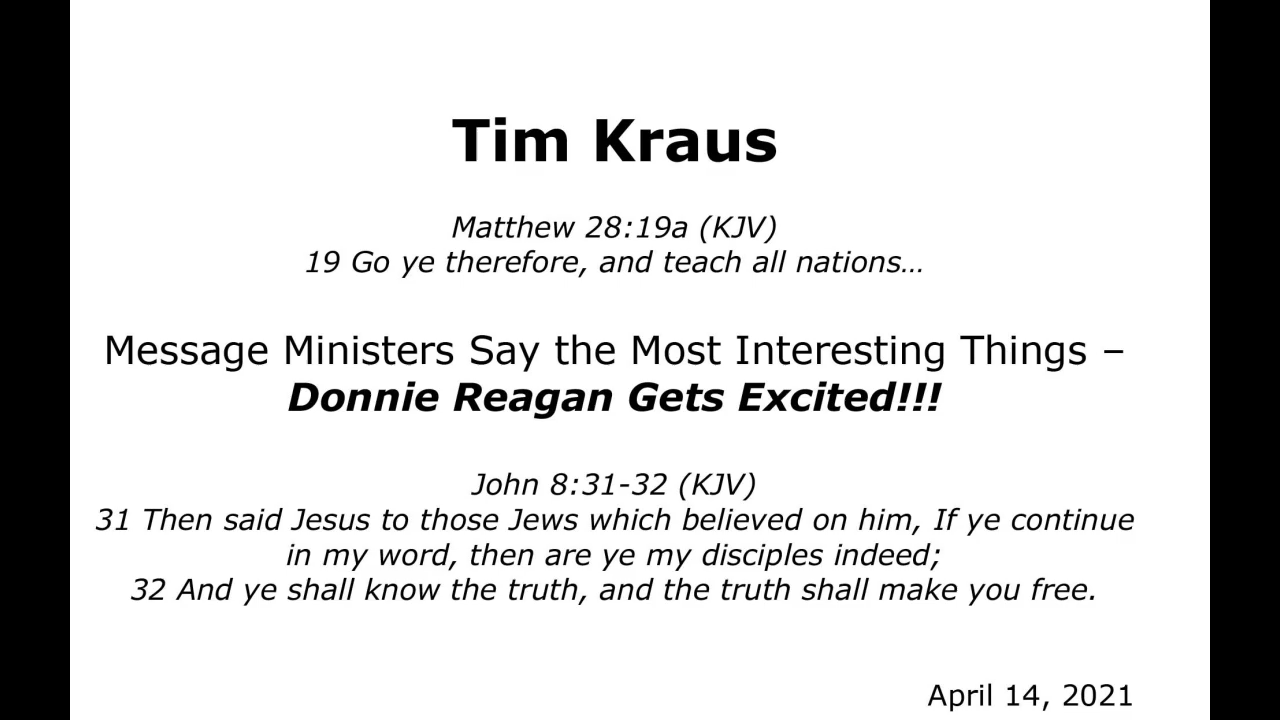 Tim Kraus
Matthew 28:19a (KJV)
19 Go ye therefore, and teach all nations…
Message Ministers Say the Most Interesting Things –
Donnie Reagan Gets Excited!!!
John 8:31-32 (KJV)
31 Then said Jesus to those Jews which believed on him, If ye continue
in my word, then are ye my disciples indeed;
32 And ye shall know the truth, and the truth shall make you free.
April 14, 2021